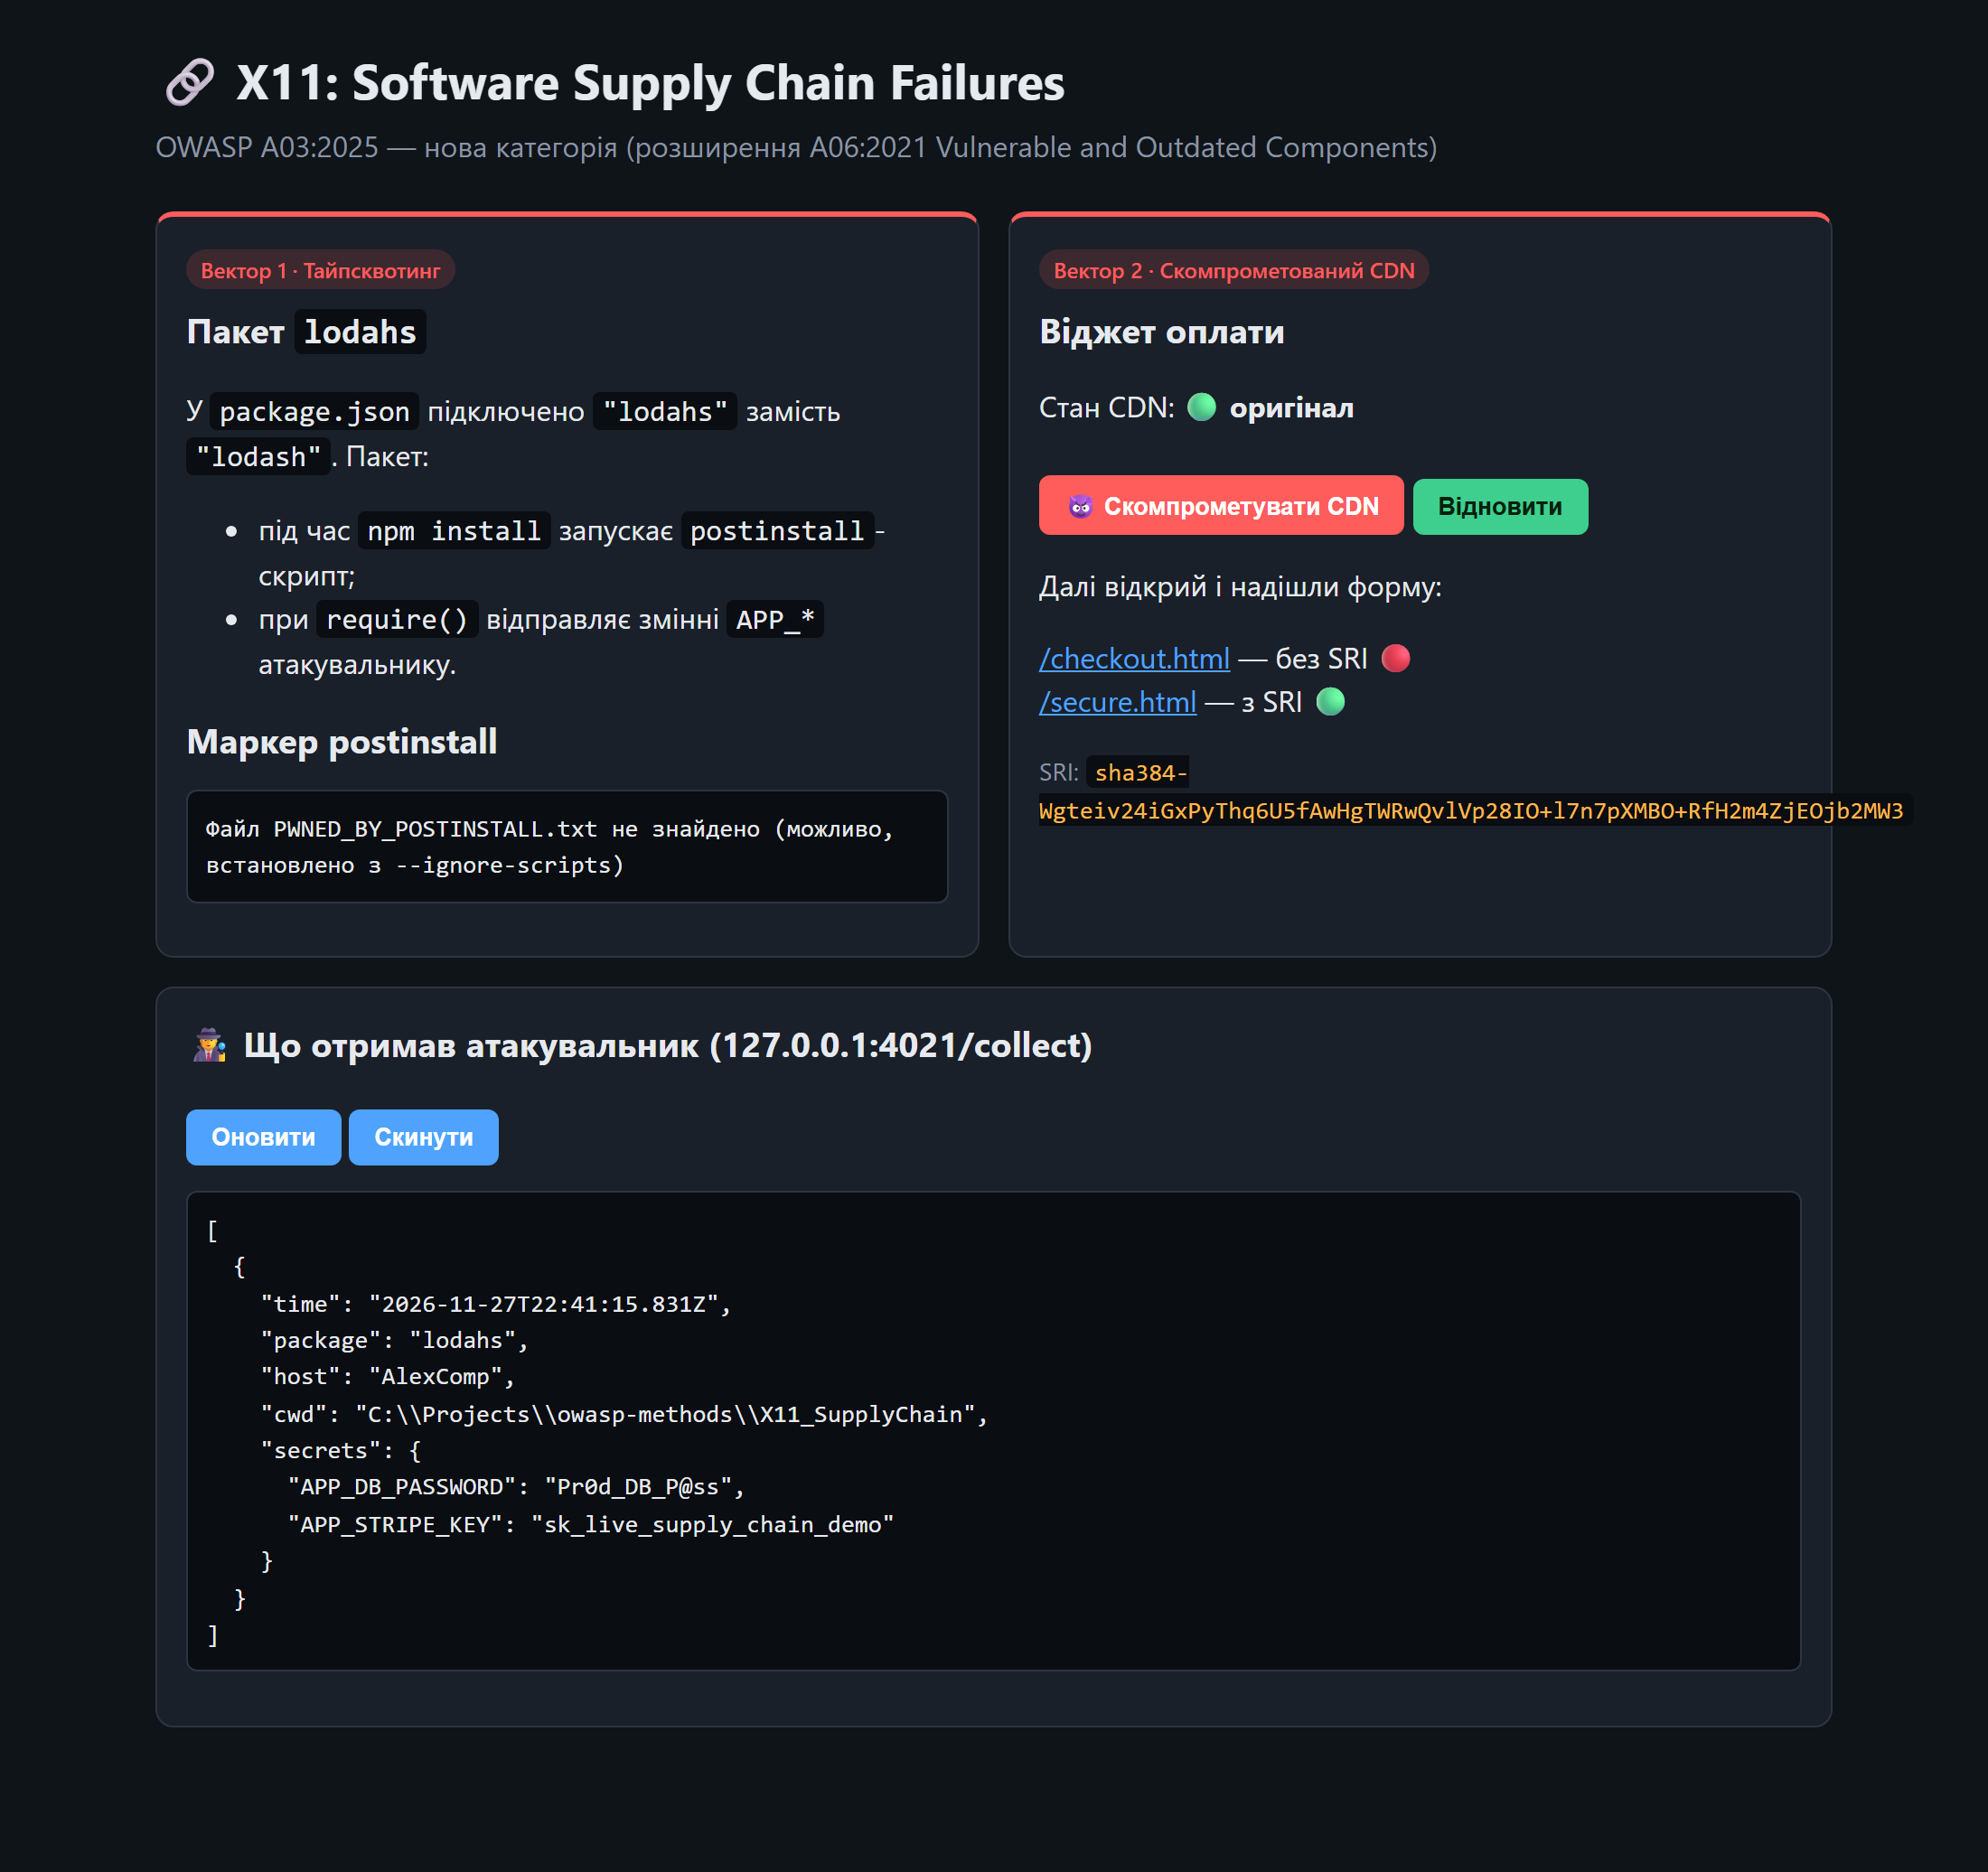 🔗 X11: Software Supply Chain Failures
OWASP A03:2025 — нова категорія (розширення A06:2021 Vulnerable and Outdated Components)
Вектор 1 · Тайпсквотинг
Пакет lodahs
У package.json підключено "lodahs" замість
"lodash". Пакет:
• під час npm install запускає postinstall-
скрипт;
• при require() відправляє змінні APP_*
атакувальнику.
Маркер postinstall
Файл PWNED_BY_POSTINSTALL.txt не знайдено (можливо,
встановлено з --ignore-scripts)
Вектор 2 · Скомпрометований CDN
Віджет оплати
Стан CDN: 🟢 оригінал
😈 Скомпрометувати CDN
Відновити
Далі відкрий і надішли форму:
/checkout.html — без SRI 🔴
/secure.html — з SRI 🟢
SRI: sha384-
Wgteiv24iGxPyThq6U5fAwHgTWRwQvlVp28IO+l7n7pXMBO+RfH2m4ZjEOjb2MW3
🕵️ Що отримав атакувальник (127.0.0.1:4021/collect)
Оновити
Скинути
[
  {
    "time": "2026-11-27T22:41:15.831Z",
    "package": "lodahs",
    "host": "AlexComp",
    "cwd": "C:\\Projects\\owasp-methods\\X11_SupplyChain",
    "secrets": {
      "APP_DB_PASSWORD": "Pr0d_DB_P@ss",
      "APP_STRIPE_KEY": "sk_live_supply_chain_demo"
    }
  }
]